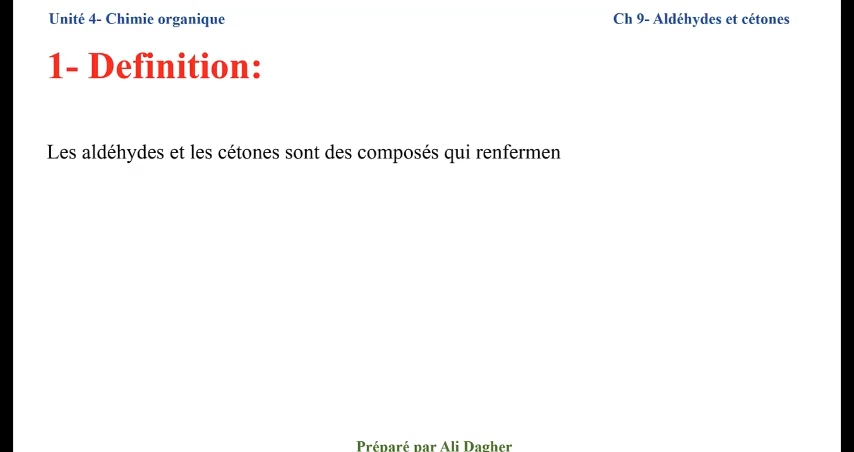 Unité 4- Chimie organique
Ch 9- Aldéhydes et cétones
1- Definition:
Les aldéhydes et les cétones sont des composés qui renfermen
Préparé par Ali Dagher